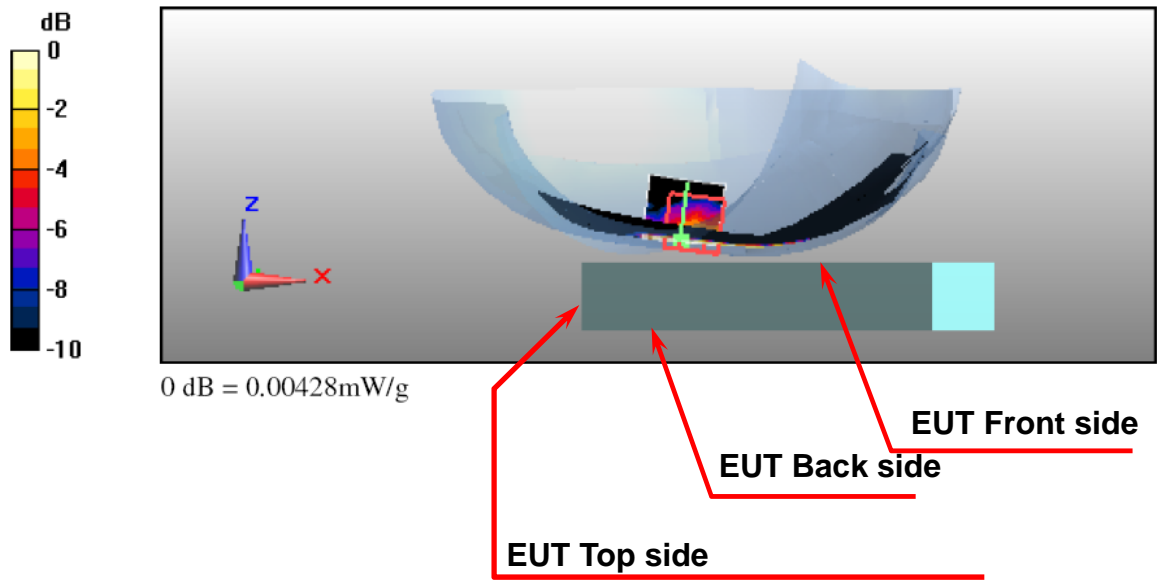 dB
0
-2
-4
-6
-8
-10
Z
X
0 dB = 0.00428mW/g
EUT Front side
EUT Back side
EUT Top side